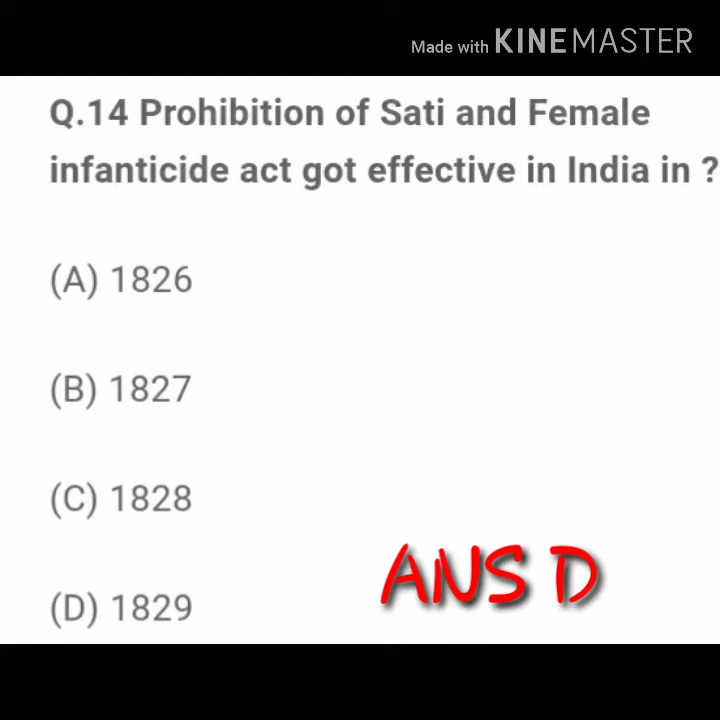 Made with KINEMASTER
Q.14 Prohibition of Sati and Female
infanticide act got effective in India in ?
(A) 1826
(B) 1827
(C) 1828
(D) 1829
ANS D